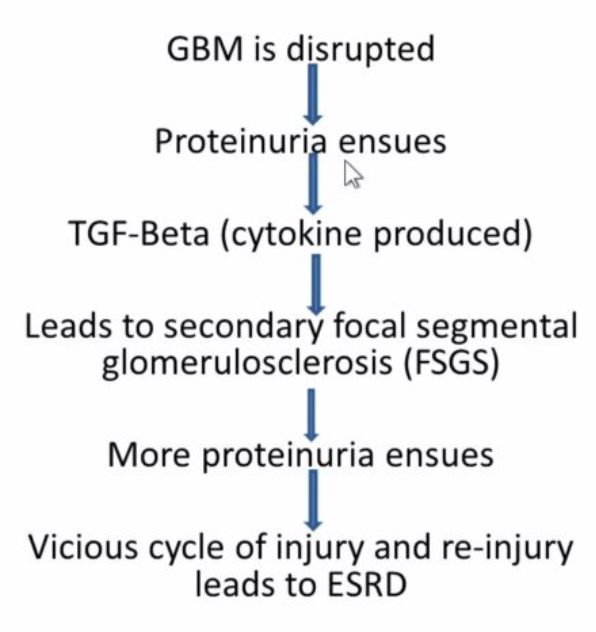 GBM is disrupted
Proteinuria ensues
TGF-Beta (cytokine produced)
Leads to secondary focal segmental
glomerulosclerosis (FSGS)
More proteinuria ensues
Vicious cycle of injury and re-injury
leads to ESRD